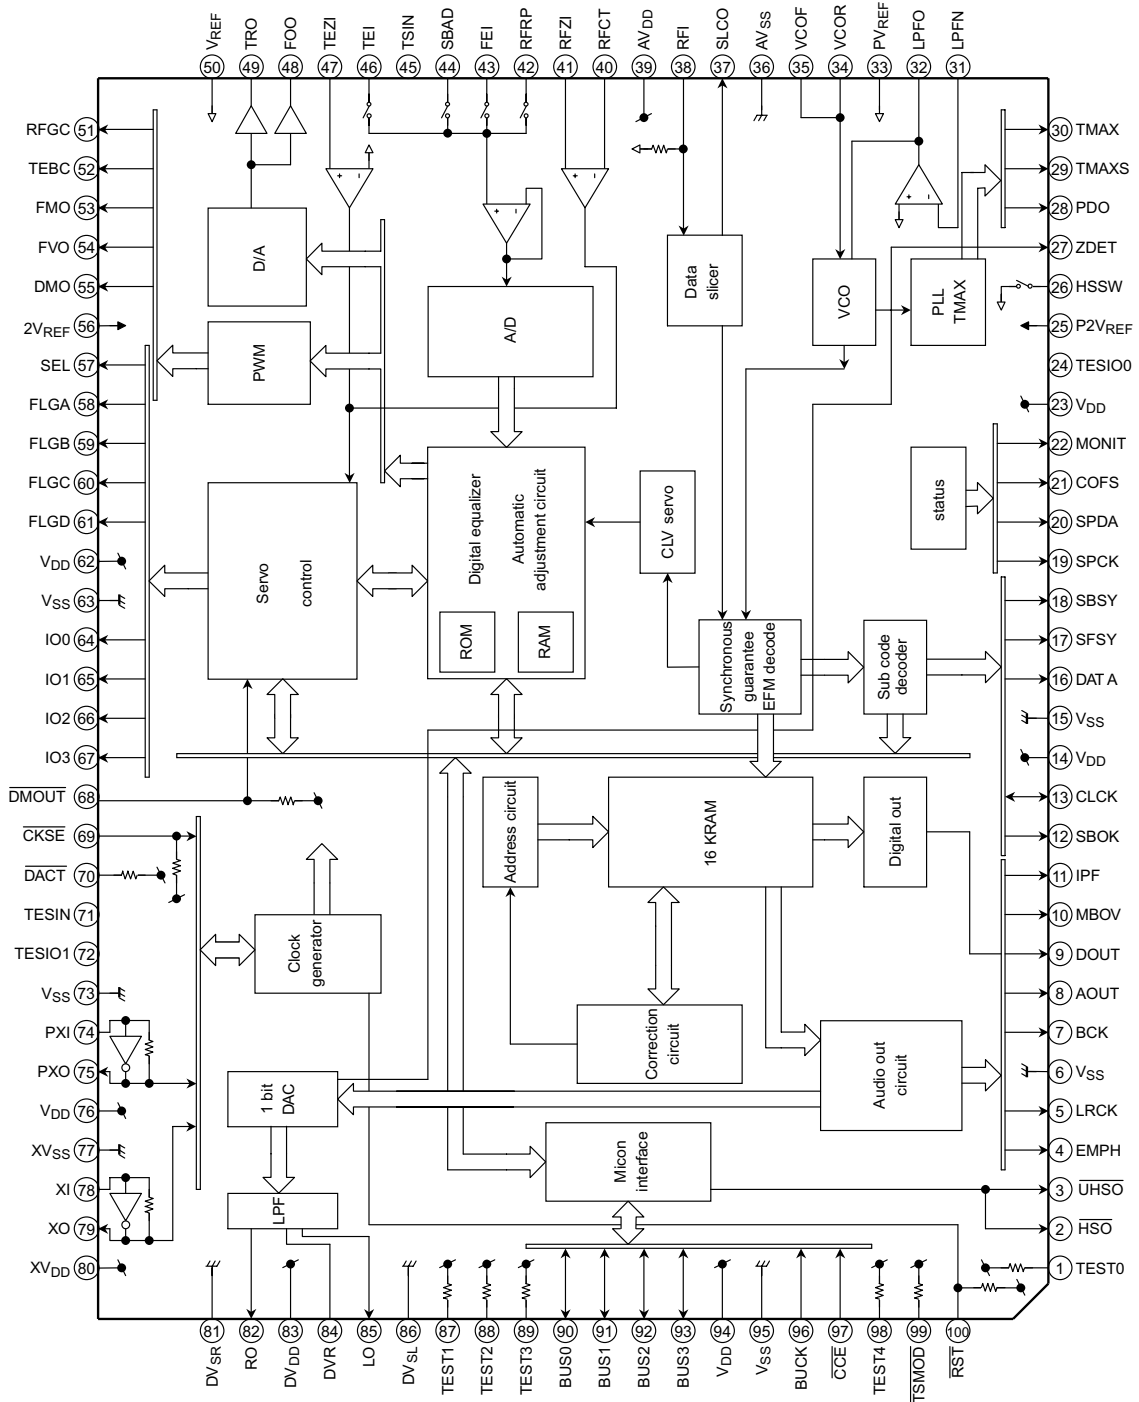 VREF
TRO
FOO
TEZI
TEI
TSIN
SBAD
FEI
RFRP
RFZI
RFCT
AVDD
RFI
SLCO
AVSS
VCOF
VCOR
PVREF
LPFO
LPFN
50
49
48
47
46
45
44
43
42
41
40
39
38
37
36
35
34
33
32
31
RFGC 51
TEBC 52
FMO 53
FVO 54
DMO 55
2VREF 56
SEL 57
FLGA 58
FLGB 59
FLGC 60
FLGD 61
VDD 62
VSS 63
IO0 64
IO1 65
IO2 66
IO3 67
DMOUT 68
CKSE 69
DACT 70
TESIN 71
TESIO1 72
VSS 73
PXI 74
PXO 75
VDD 76
XVSS 77
XI 78
XO 79
XVDD 80
D/A
PWM
A/D
Data
slicer
VCO
PLL
TMAX
Servo
control
Digital equalizer
Automatic
adjustment circuit
ROM
RAM
CLV servo
status
Synchronous
guarantee
EFM decode
Sub code
decoder
Address circuit
16 KRAM
Digital out
Clock
generator
Correction
circuit
Audio out
circuit
1 bit
DAC
LPF
Micon
interface
+
−
+
−
+
−
+
−
30 TMAX
29 TMAXS
28 PDO
27 ZDET
26 HSSW
25 P2VREF
24 TESIO0
23 VDD
22 MONIT
21 COFS
20 SPDA
19 SPCK
18 SBSY
17 SFSY
16 DATA
15 VSS
14 VDD
13 CLCK
12 SBOK
11 IPF
10 MBOV
9 DOUT
8 AOUT
7 BCK
6 VSS
5 LRCK
4 EMPH
3 UHSO
2 HSO
1 TEST0
81
82
83
84
85
86
87
88
89
90
91
92
93
94
95
96
97
98
99
100
DVSR
RO
DVDD
DVR
LO
DVSL
TEST1
TEST2
TEST3
BUS0
BUS1
BUS2
BUS3
VDD
VSS
BUCK
CCE
TEST4
TSMOD
RST